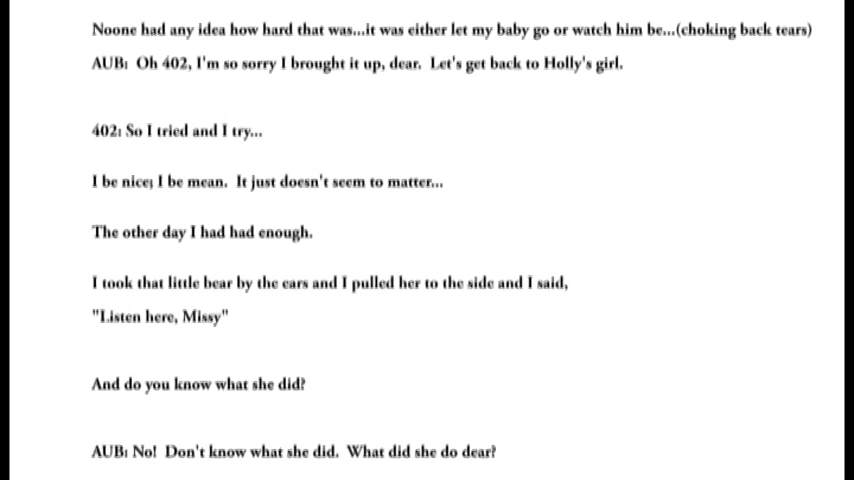 Noone had any idea how hard that was...it was either let my baby go or watch him be...(choking back tears)
AUB: Oh 402, I'm so sorry I brought it up, dear. Let's get back to Holly's girl.
402: So I tried and I try...
I be nice; I be mean. It just doesn't seem to matter...
The other day I had had enough.
I took that little bear by the ears and I pulled her to the side and I said,
"Listen here, Missy"
And do you know what she did?
AUB: No! Don't know what she did. What did she do dear?